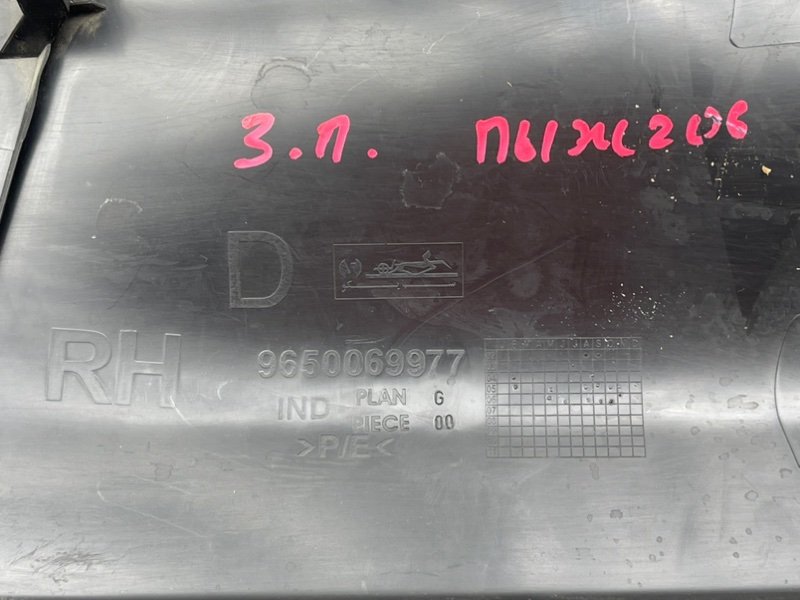 З.П. ПЫЖ206
D
RH
9650069977
IND PLAN G
PIECE 00
>P/E<